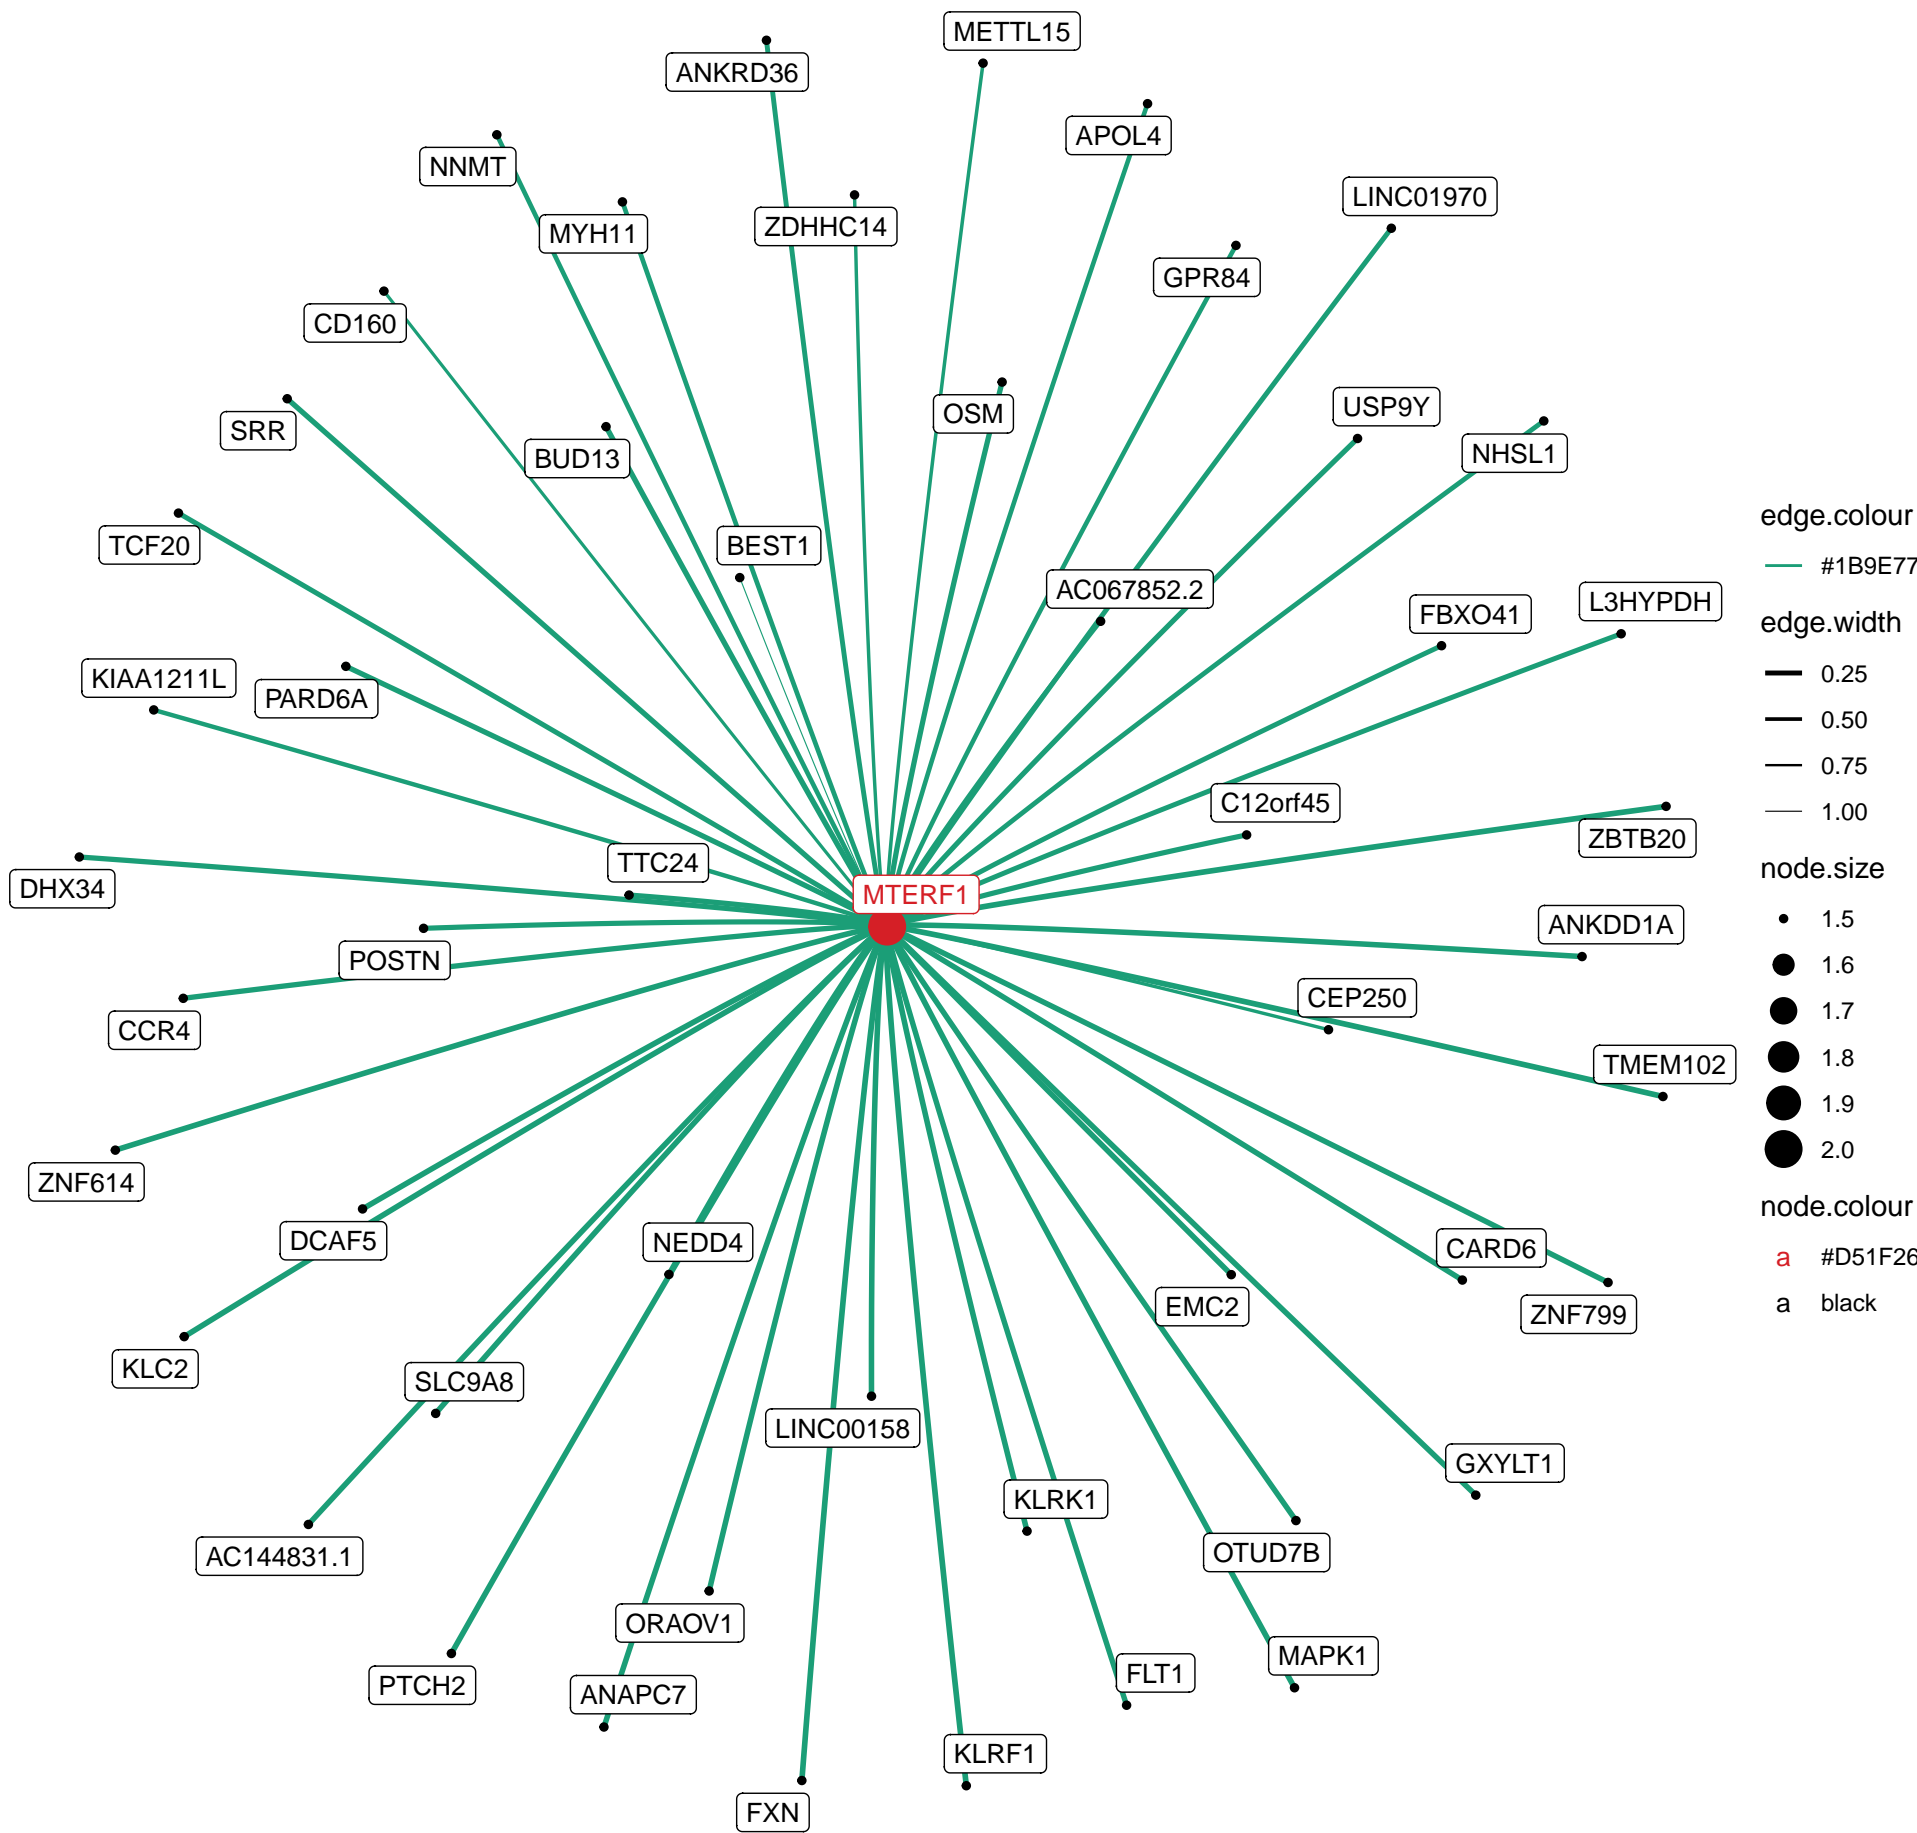 METTL15
ANKRD36
APOL4
NNMT
LINC01970
ZDHHC14
MYH11
GPR84
CD160
USP9Y
OSM
SRR
NHSL1
BUD13
TCF20
BEST1
AC067852.2
L3HYPDH
FBXO41
KIAA1211L
PARD6A
C12orf45
ZBTB20
TTC24
DHX34
MTERF1
ANKDD1A
POSTN
CEP250
CCR4
TMEM102
ZNF614
DCAF5
NEDD4
CARD6
EMC2
ZNF799
KLC2
SLC9A8
LINC00158
GXYLT1
KLRK1
OTUD7B
AC144831.1
ORAOV1
MAPK1
FLT1
PTCH2
ANAPC7
KLRF1
FXN
edge.colour
#1B9E77
edge.width
0.25
0.50
0.75
1.00
node.size
1.5
1.6
1.7
1.8
1.9
2.0
node.colour
a #D51F26
a black